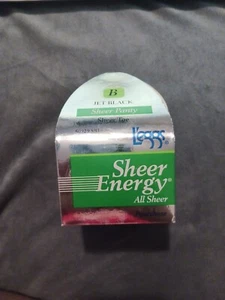 B
JET BLACK
Sheer Panty
Sheer Toe
L'eggs
Sheer
Energy®
All Sheer